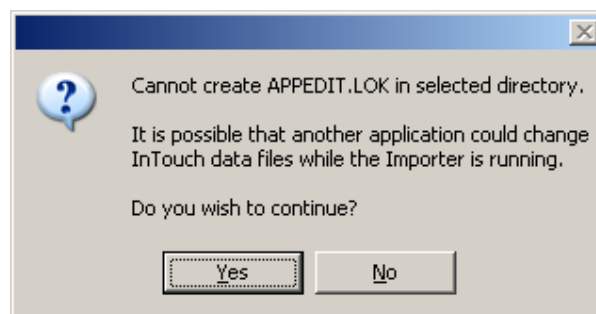 Cannot create APPEDIT.LOK in selected directory.
It is possible that another application could change
InTouch data files while the Importer is running.
Do you wish to continue?
Yes
No